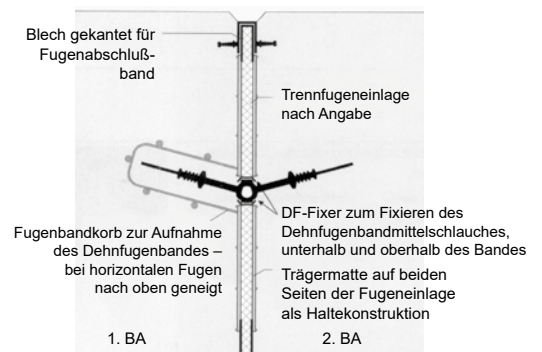 Blech gekantet für
Fugenabschluß-
band
Trennfugeneinlage
nach Angabe
Fugenbandkorb zur Aufnahme
des Dehnfugenbandes –
bei horizontalen Fugen
nach oben geneigt
DF-Fixer zum Fixieren des
Dehnfugenbandmittelschlauches,
unterhalb und oberhalb des Bandes
Trägermatte auf beiden
Seiten der Fugeneinlage
als Haltekonstruktion
1. BA
2. BA